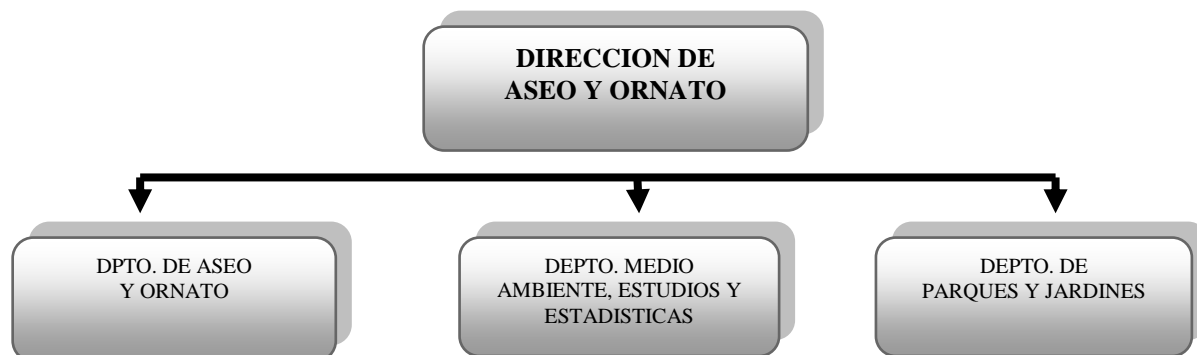 DIRECCION DE
ASEO Y ORNATO
DPTO. DE ASEO
Y ORNATO
DEPTO. MEDIO
AMBIENTE, ESTUDIOS Y
ESTADISTICAS
DEPTO. DE
PARQUES Y JARDINES